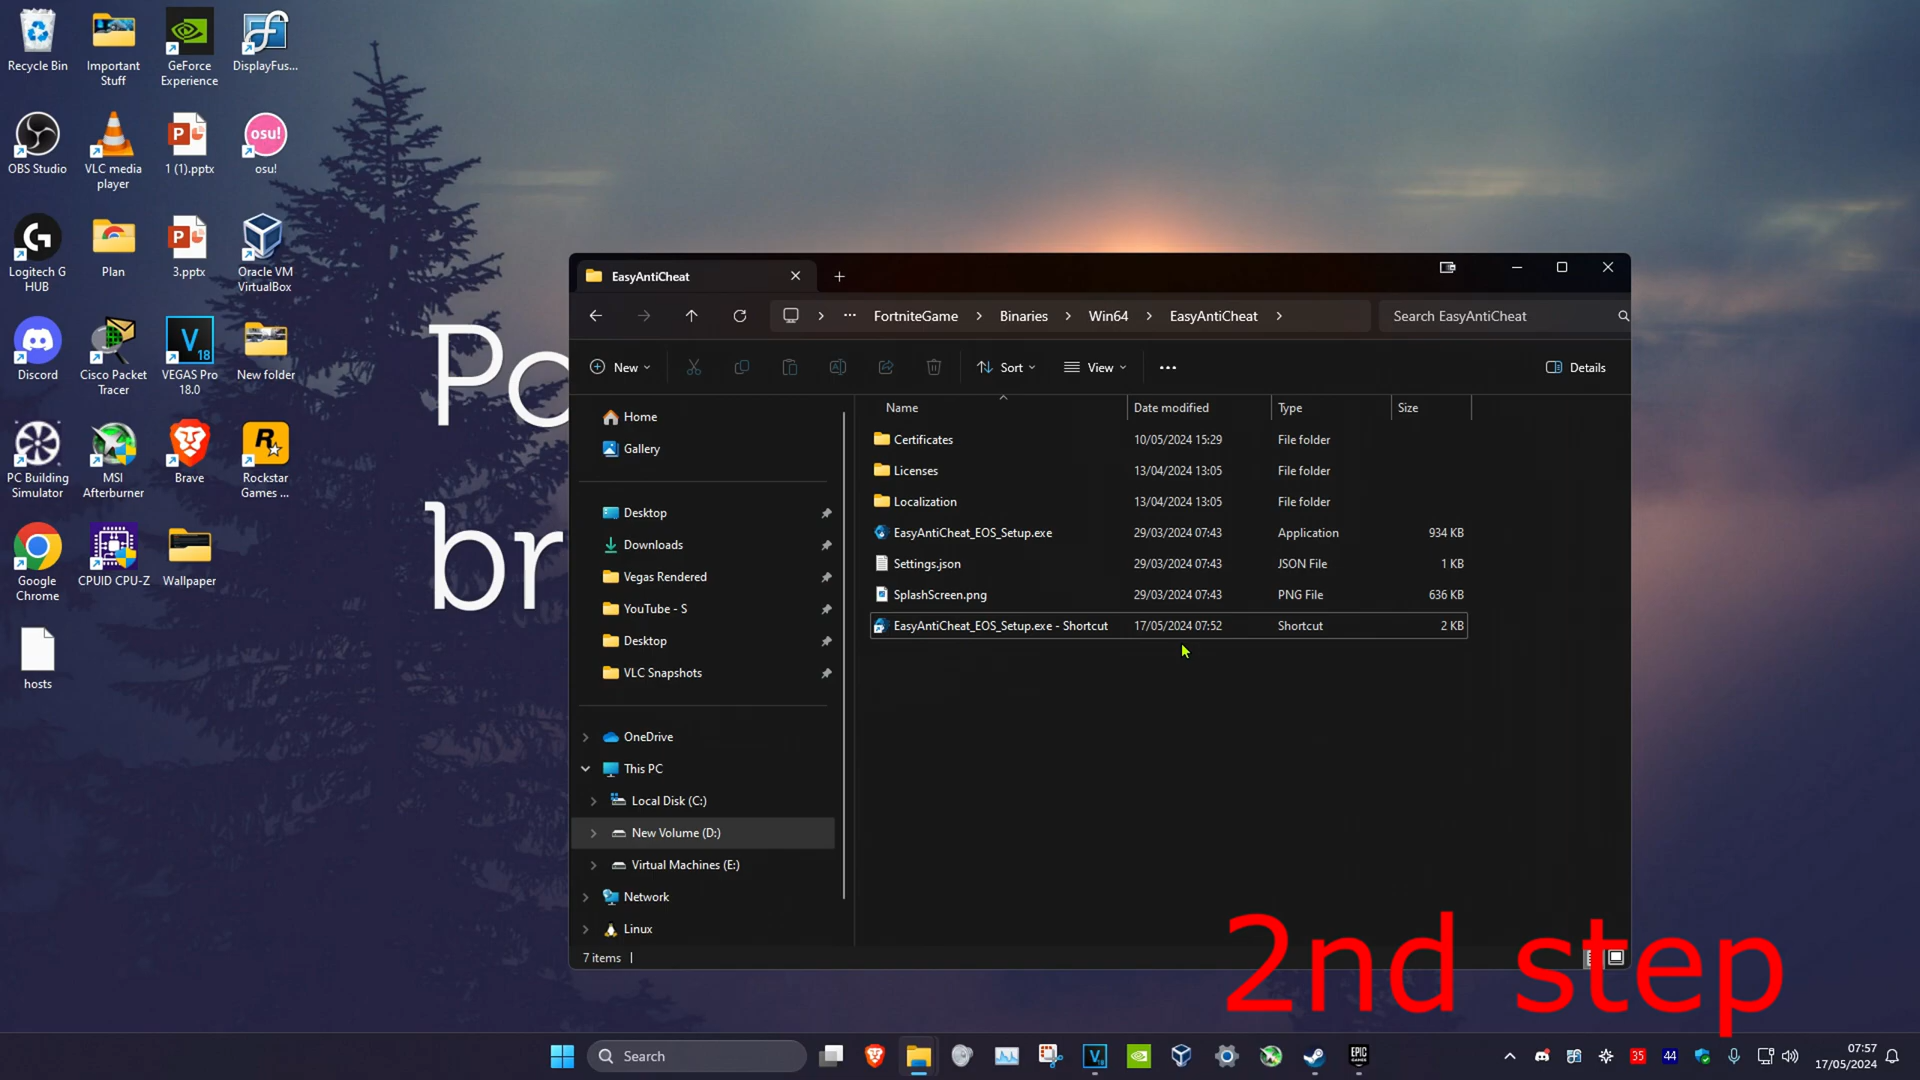 Recycle Bin
Important
Stuff
GeForce
Experience
DisplayFus...
OBS Studio
VLC media
player
1 (1).pptx
osu!
osu!
Logitech G
HUB
Plan
3.pptx
Oracle VM
VirtualBox
Discord
Cisco Packet
Tracer
VEGAS Pro
18.0
New folder
PC Building
Simulator
MSI
Afterburner
Brave
Rockstar
Games ...
Google
Chrome
CPUID CPU-Z
Wallpaper
hosts
Po
br
EasyAntiCheat
FortniteGame > Binaries > Win64 > EasyAntiCheat >
Search EasyAntiCheat
New
Sort
View
Details
Home
Gallery
Desktop
Downloads
Vegas Rendered
YouTube - S
Desktop
VLC Snapshots
OneDrive
This PC
Local Disk (C:)
New Volume (D:)
Virtual Machines (E:)
Network
Linux
Name Date modified Type Size
Certificates 10/05/2024 15:29 File folder
Licenses 13/04/2024 13:05 File folder
Localization 13/04/2024 13:05 File folder
EasyAntiCheat_EOS_Setup.exe 29/03/2024 07:43 Application 934 KB
Settings.json 29/03/2024 07:43 JSON File 1 KB
SplashScreen.png 29/03/2024 07:43 PNG File 636 KB
EasyAntiCheat_EOS_Setup.exe - Shortcut 17/05/2024 07:52 Shortcut 2 KB
7 items
2nd step
Search
EPIC
35
44
07:57
17/05/2024